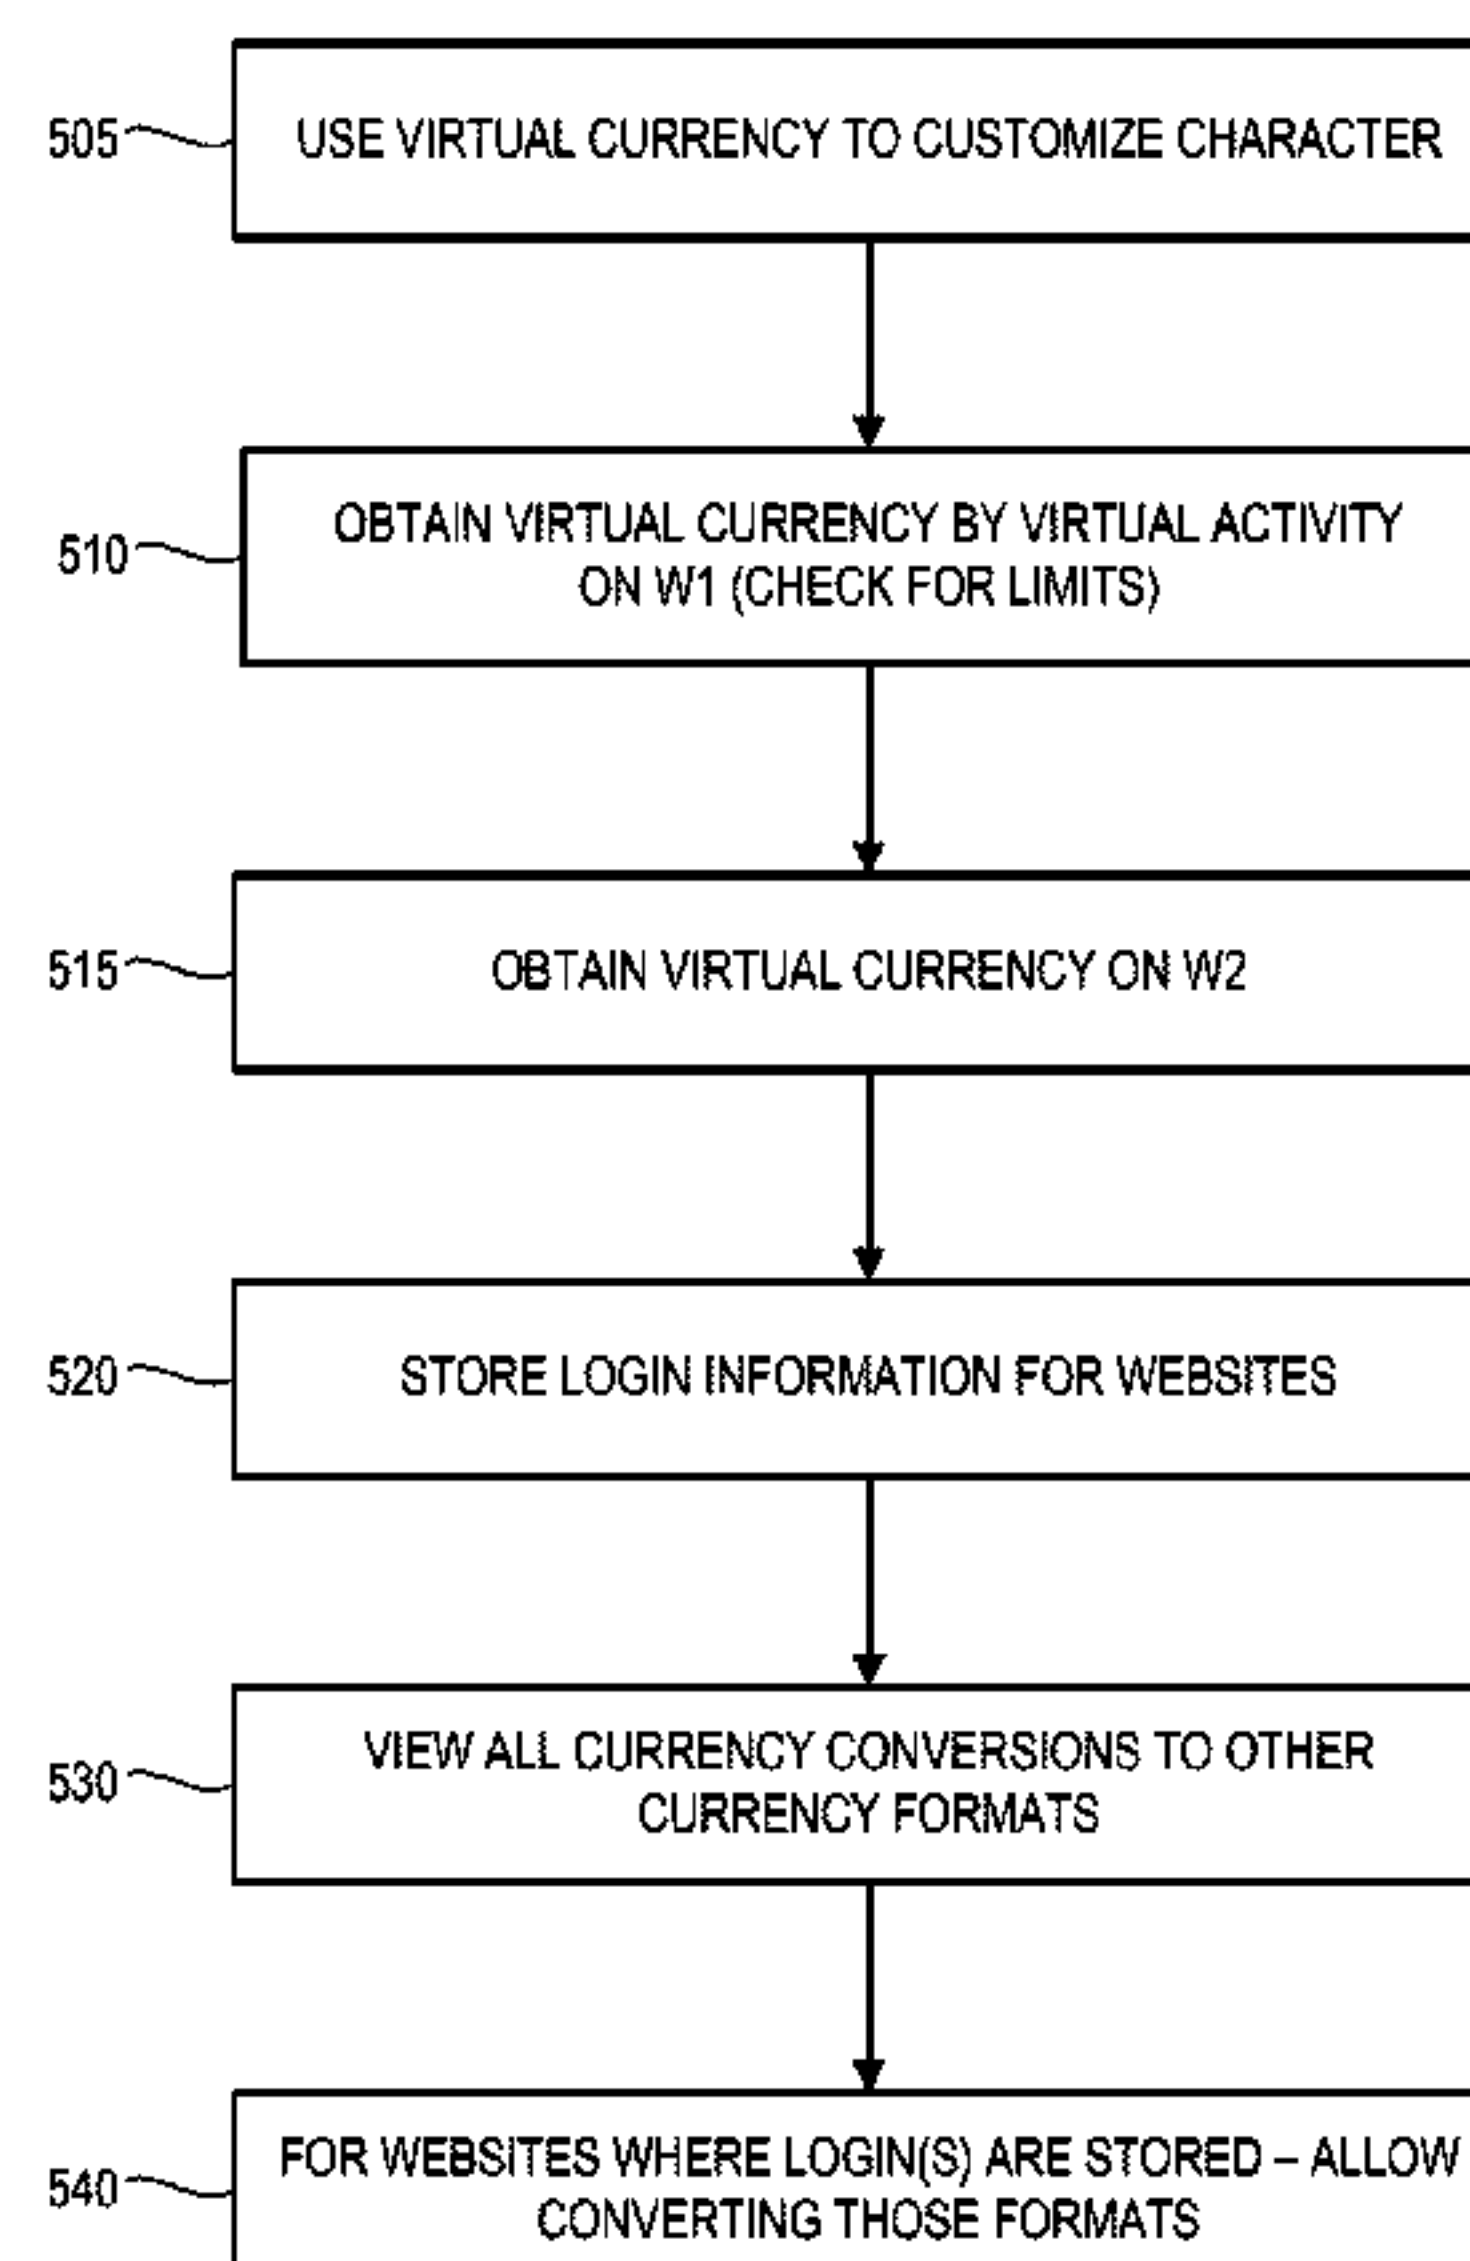 505
USE VIRTUAL CURRENCY TO CUSTOMIZE CHARACTER
510
OBTAIN VIRTUAL CURRENCY BY VIRTUAL ACTIVITY
ON W1 (CHECK FOR LIMITS)
515
OBTAIN VIRTUAL CURRENCY ON W2
520
STORE LOGIN INFORMATION FOR WEBSITES
530
VIEW ALL CURRENCY CONVERSIONS TO OTHER
CURRENCY FORMATS
540
FOR WEBSITES WHERE LOGIN(S) ARE STORED – ALLOW
CONVERTING THOSE FORMATS